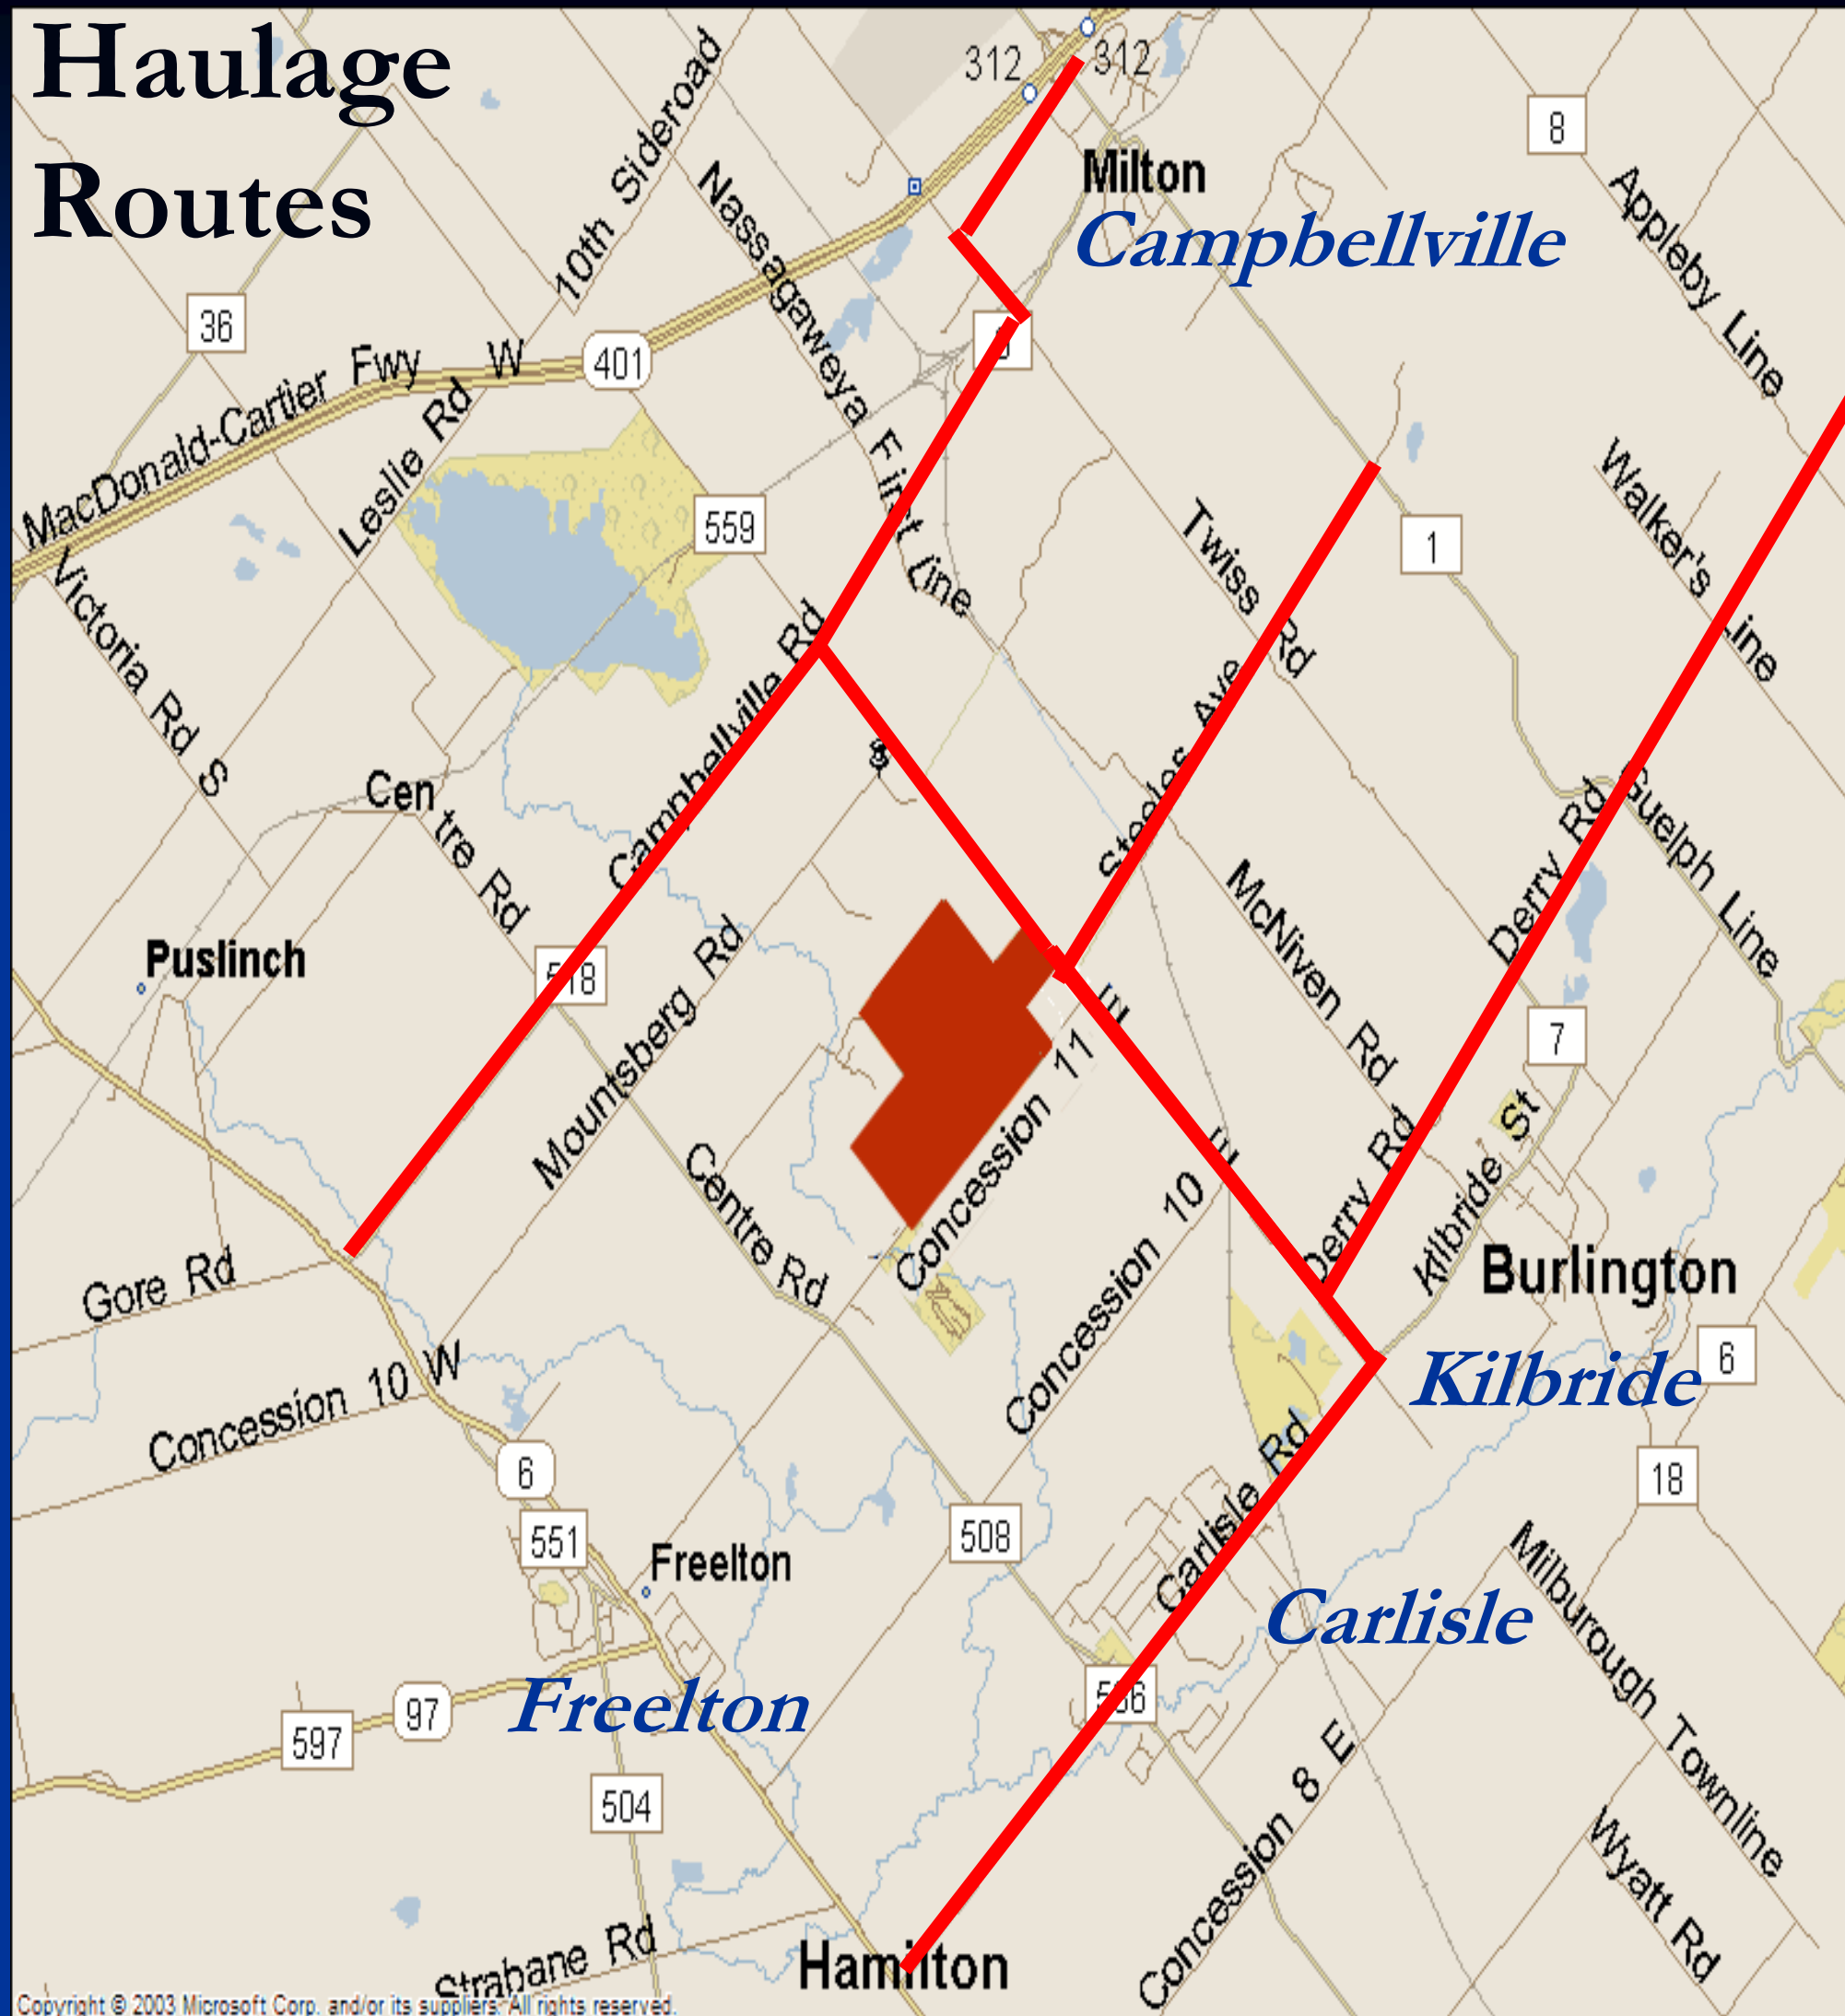 Haulage
Routes
312
312
Milton
Campbellville
8
Appleby Line
10th Sideroad
Nassagaweya First Line
36
MacDonald-Cartier Fwy W
401
Leslie Rd
559
1
Walker's Line
Twiss Rd
Victoria Rd S
Campbellville Rd
Steeles Ave
Derry Rd
Guelph Line
Centre Rd
McNiven Rd
Puslinch
518
Mountsberg Rd
7
Concession 11 E
Kilbride St
Centre Rd
Concession 10 E
Derry Rd
Gore Rd
Burlington
Kilbride
6
Concession 10 W
6
18
551
508
Freelton
Carlisle Rd
Carlisle
Milburough Townline
Freelton
97
597
504
Concession 8 E
Wyatt Rd
Strabane Rd
Hamilton
Copyright © 2003 Microsoft Corp. and/or its suppliers. All rights reserved.